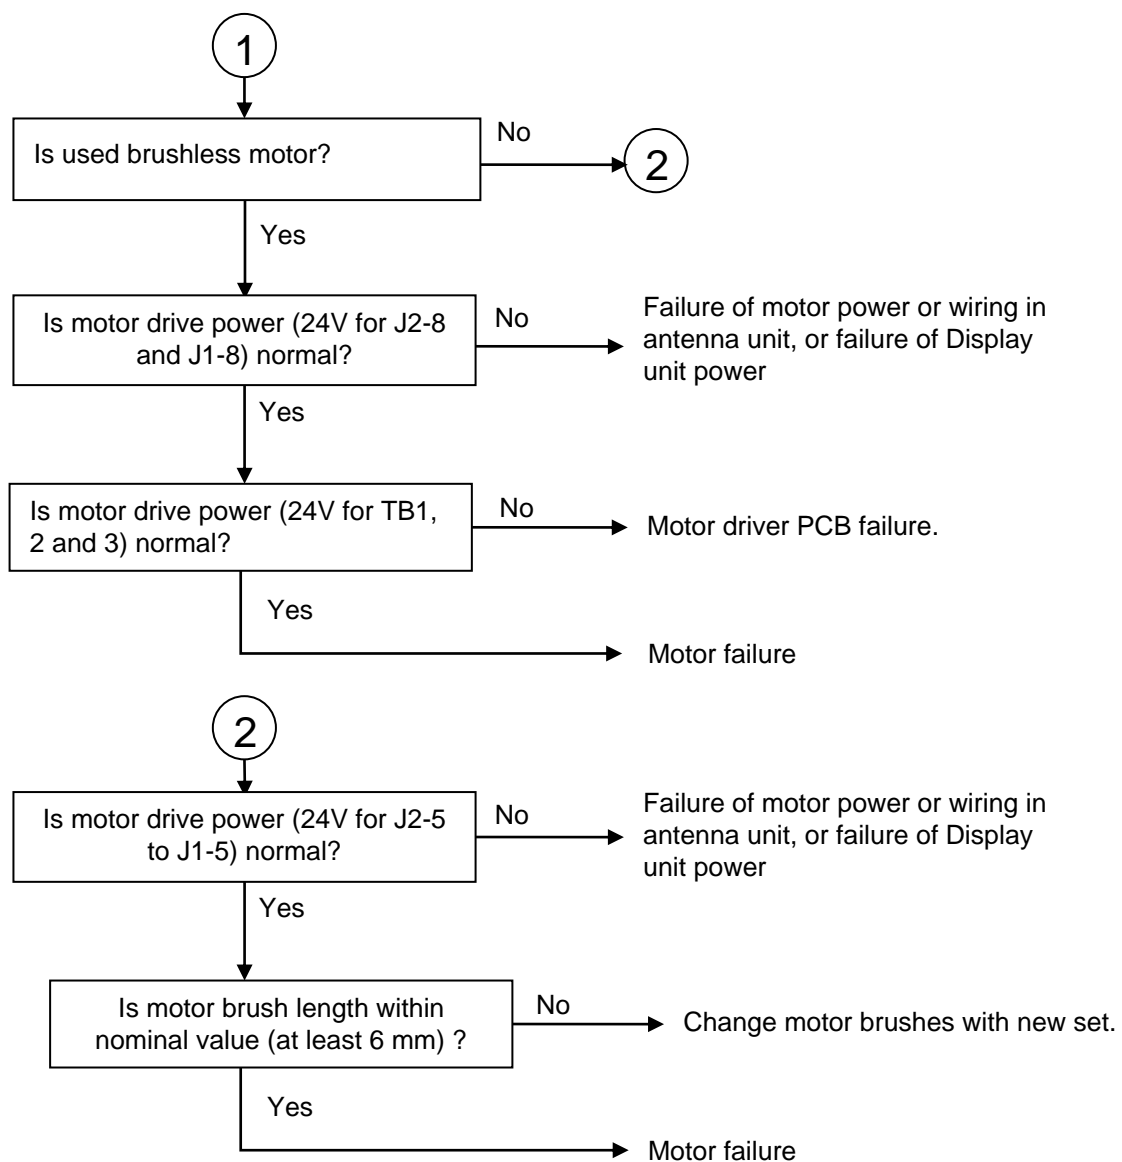 1
Is used brushless motor?
No
2
Yes
Is motor drive power (24V for J2-8
and J1-8) normal?
No
Failure of motor power or wiring in
antenna unit, or failure of Display
unit power
Yes
Is motor drive power (24V for TB1,
2 and 3) normal?
No
Motor driver PCB failure.
Yes
Motor failure
2
Is motor drive power (24V for J2-5
to J1-5) normal?
No
Failure of motor power or wiring in
antenna unit, or failure of Display
unit power
Yes
Is motor brush length within
nominal value (at least 6 mm) ?
No
Change motor brushes with new set.
Yes
Motor failure